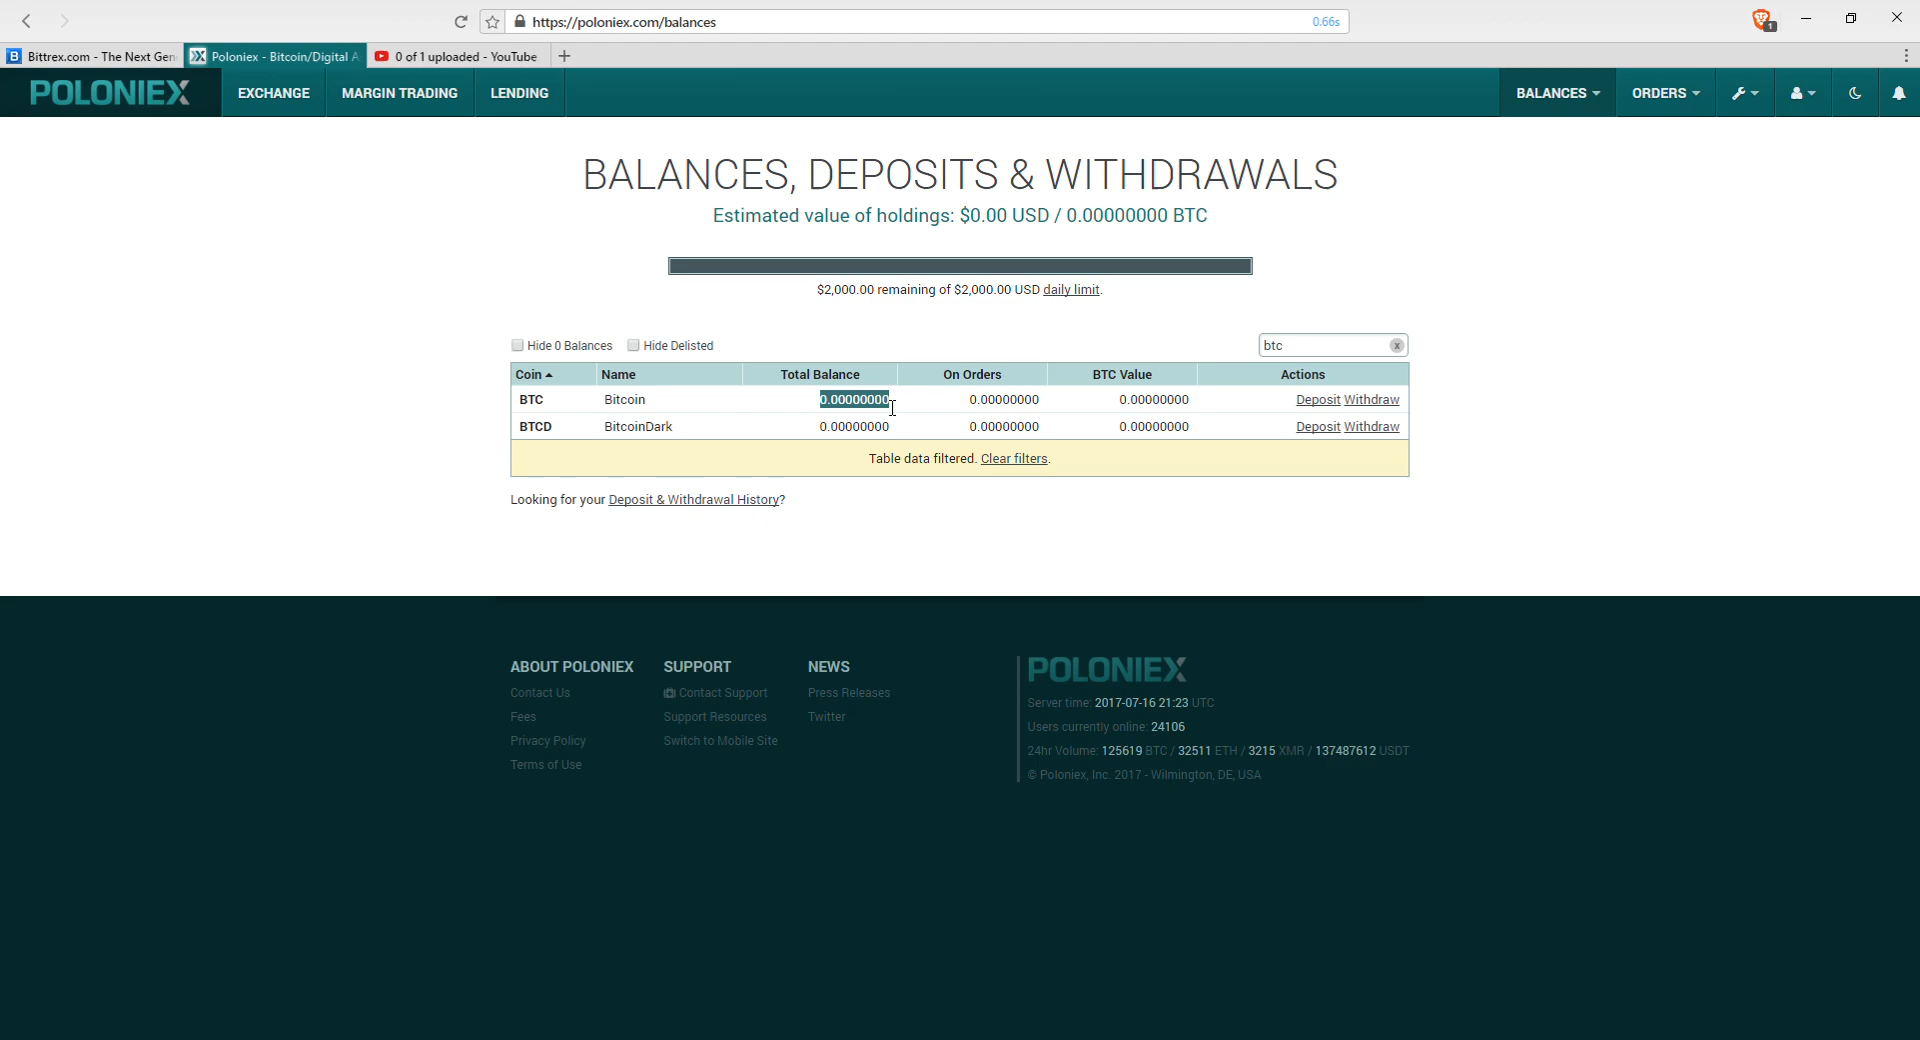 https://poloniex.com/balances 0.66s 1
B Bittrex.com - The Next Gen Poloniex - Bitcoin/Digital A 0 of 1 uploaded - YouTube
POLONIEX EXCHANGE MARGIN TRADING LENDING BALANCES ORDERS
BALANCES, DEPOSITS & WITHDRAWALS
Estimated value of holdings: $0.00 USD / 0.00000000 BTC
$2,000.00 remaining of $2,000.00 USD daily limit.
Hide 0 Balances Hide Delisted btc x
Coin Name Total Balance On Orders BTC Value Actions
BTC Bitcoin 0.00000000 0.00000000 0.00000000 Deposit Withdraw
BTCD BitcoinDark 0.00000000 0.00000000 0.00000000 Deposit Withdraw
Table data filtered. Clear filters.
Looking for your Deposit & Withdrawal History?
ABOUT POLONIEX
Contact Us
Fees
Privacy Policy
Terms of Use
SUPPORT
Contact Support
Support Resources
Switch to Mobile Site
NEWS
Press Releases
Twitter
POLONIEX
Server time: 2017-07-16 21:23 UTC
Users currently online: 24106
24hr Volume: 125619 BTC / 32511 ETH / 3215 XMR / 137487612 USDT
© Poloniex, Inc. 2017 - Wilmington, DE, USA